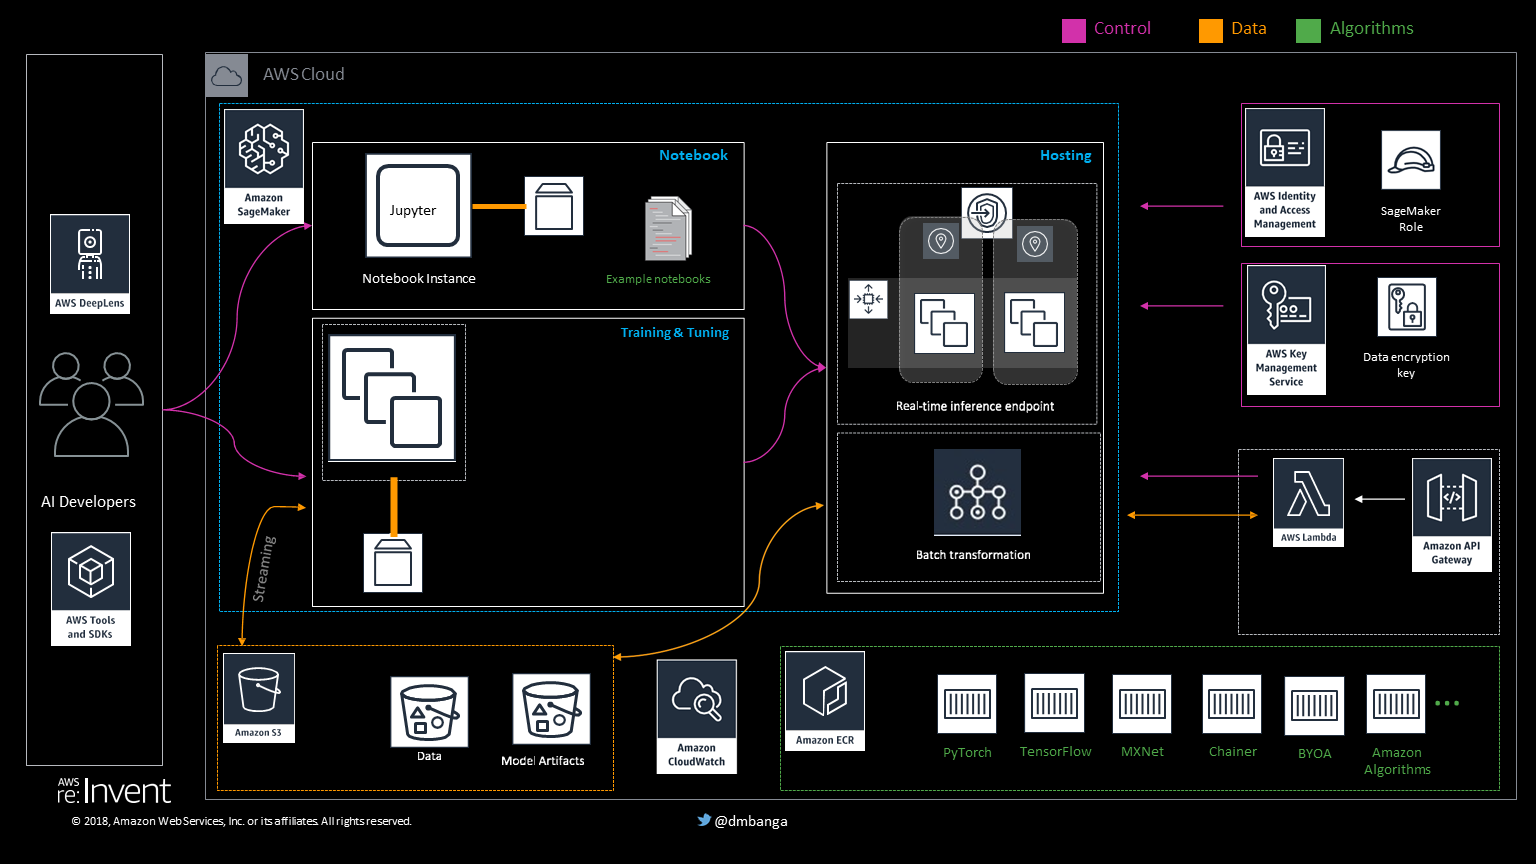 Control
Data
Algorithms
AWS Cloud
Amazon
SageMaker
Notebook
Jupyter
Notebook Instance
Example notebooks
Training & Tuning
Hosting
Real-time inference endpoint
Batch transformation
AWS Identity
and Access
Management
SageMaker
Role
AWS Key
Management
Service
Data encryption
key
AWS Lambda
Amazon API
Gateway
AWS DeepLens
AI Developers
AWS Tools
and SDKs
Streaming
Amazon S3
Data
Model Artifacts
Amazon
CloudWatch
Amazon ECR
PyTorch
TensorFlow
MXNet
Chainer
BYOA
Amazon
Algorithms
...
AWS
re:Invent
© 2018, Amazon Web Services, Inc. or its affiliates. All rights reserved.
@dmbanga